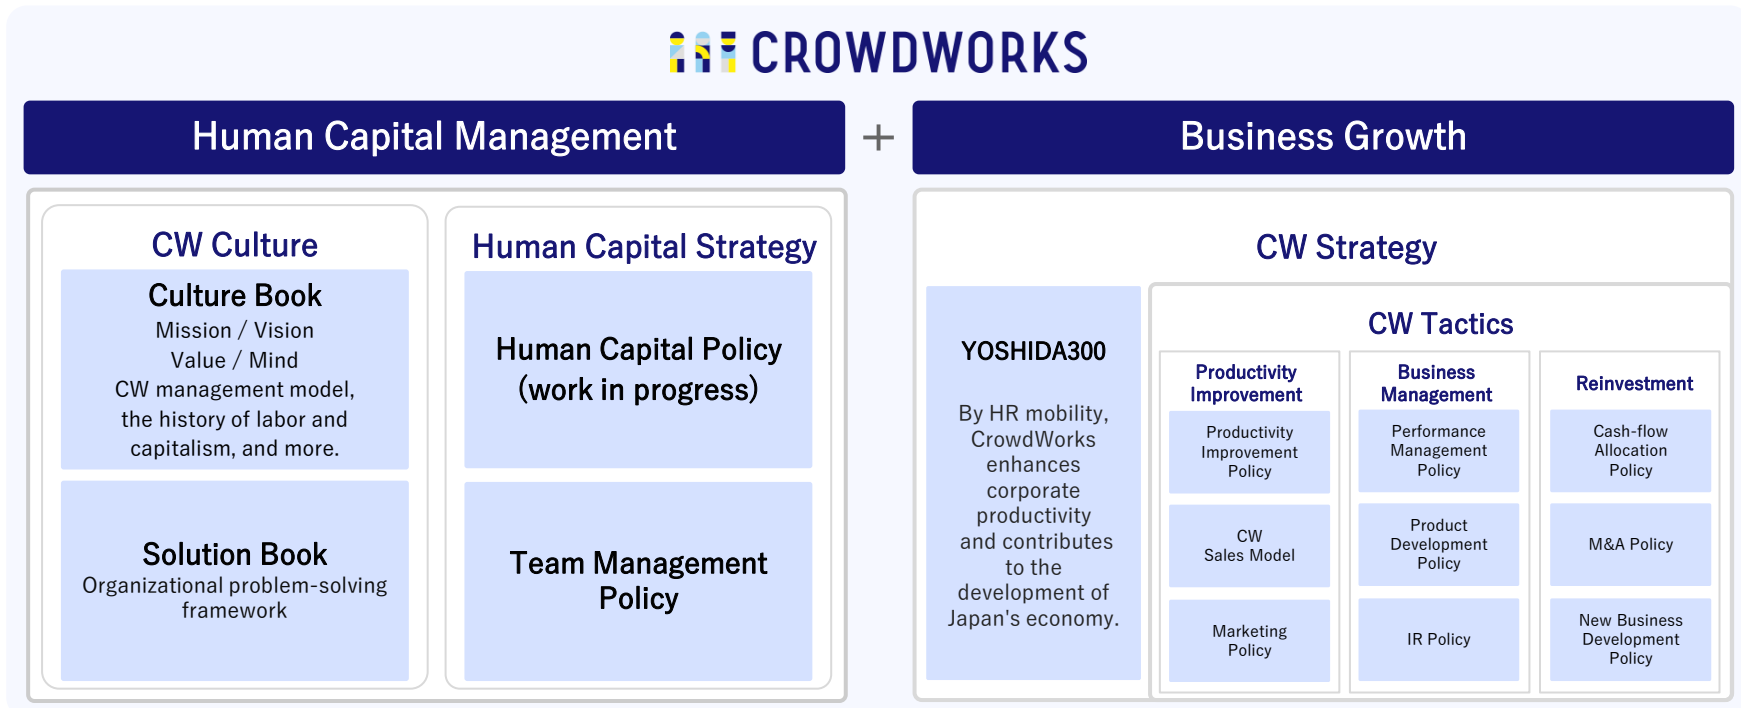 CROWDWORKS
Human Capital Management
+
Business Growth
CW Culture
Culture Book
Mission / Vision
Value / Mind
CW management model,
the history of labor and
capitalism, and more.
Solution Book
Organizational problem-solving
framework
Human Capital Strategy
Human Capital Policy
(work in progress)
Team Management
Policy
CW Strategy
YOSHIDA300
By HR mobility,
CrowdWorks
enhances
corporate
productivity
and contributes
to the
development of
Japan's economy.
CW Tactics
Productivity
Improvement
Productivity
Improvement
Policy
CW
Sales Model
Marketing
Policy
Business
Management
Performance
Management
Policy
Product
Development
Policy
IR Policy
Reinvestment
Cash-flow
Allocation
Policy
M&A Policy
New Business
Development
Policy